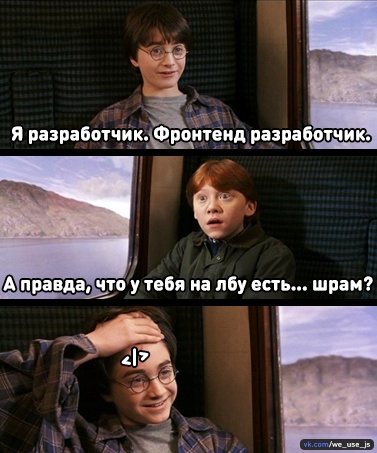 Я разработчик. Фронтенд разработчик.
А правда, что у тебя на лбу есть... шрам?
<|>
vk.com/we_use_js